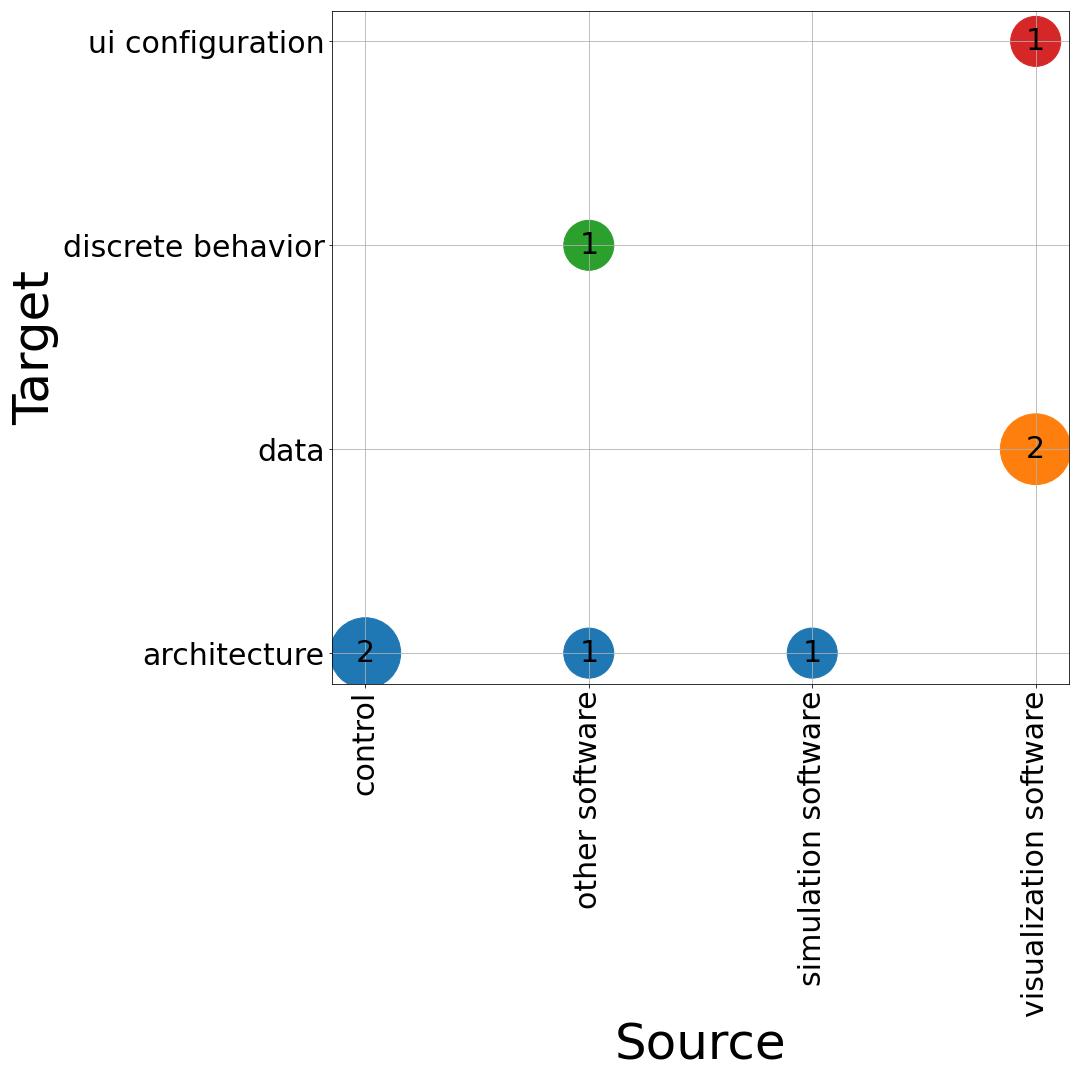 ui configuration
1
discrete behavior
1
Target
data
2
architecture
2
1
1
control
other software
simulation software
visualization software
Source